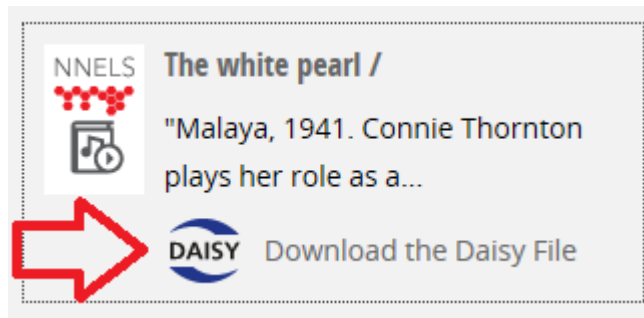 NNELS
The white pearl /
"Malaya, 1941. Connie Thornton
plays her role as a...
DAISY Download the Daisy File